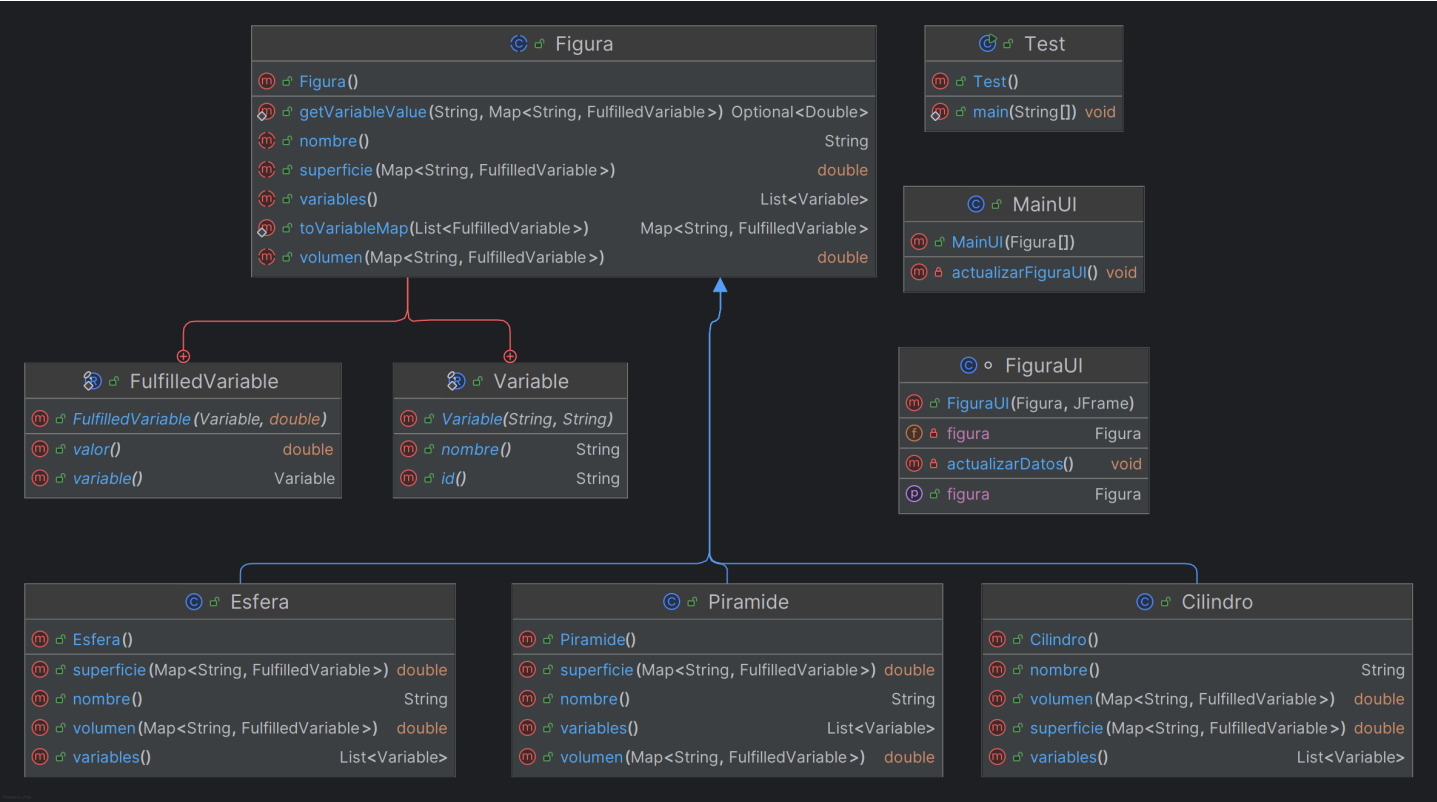 Figura
Figura()
getVariableValue(String, Map<String, FulfilledVariable>) Optional<Double>
nombre() String
superficie(Map<String, FulfilledVariable>) double
variables() List<Variable>
toVariableMap(List<FulfilledVariable>) Map<String, FulfilledVariable>
volumen(Map<String, FulfilledVariable>) double
Test
Test()
main(String[]) void
MainUI
MainUI(Figura[])
actualizarFiguraUI() void
FulfilledVariable
FulfilledVariable(Variable, double)
valor() double
variable() Variable
Variable
Variable(String, String)
nombre() String
id() String
FiguraUI
FiguraUI(Figura, JFrame)
figura Figura
actualizarDatos() void
figura Figura
Esfera
Esfera()
superficie(Map<String, FulfilledVariable>) double
nombre() String
volumen(Map<String, FulfilledVariable>) double
variables() List<Variable>
Piramide
Piramide()
superficie(Map<String, FulfilledVariable>) double
nombre() String
variables() List<Variable>
volumen(Map<String, FulfilledVariable>) double
Cilindro
Cilindro()
nombre() String
volumen(Map<String, FulfilledVariable>) double
superficie(Map<String, FulfilledVariable>) double
variables() List<Variable>